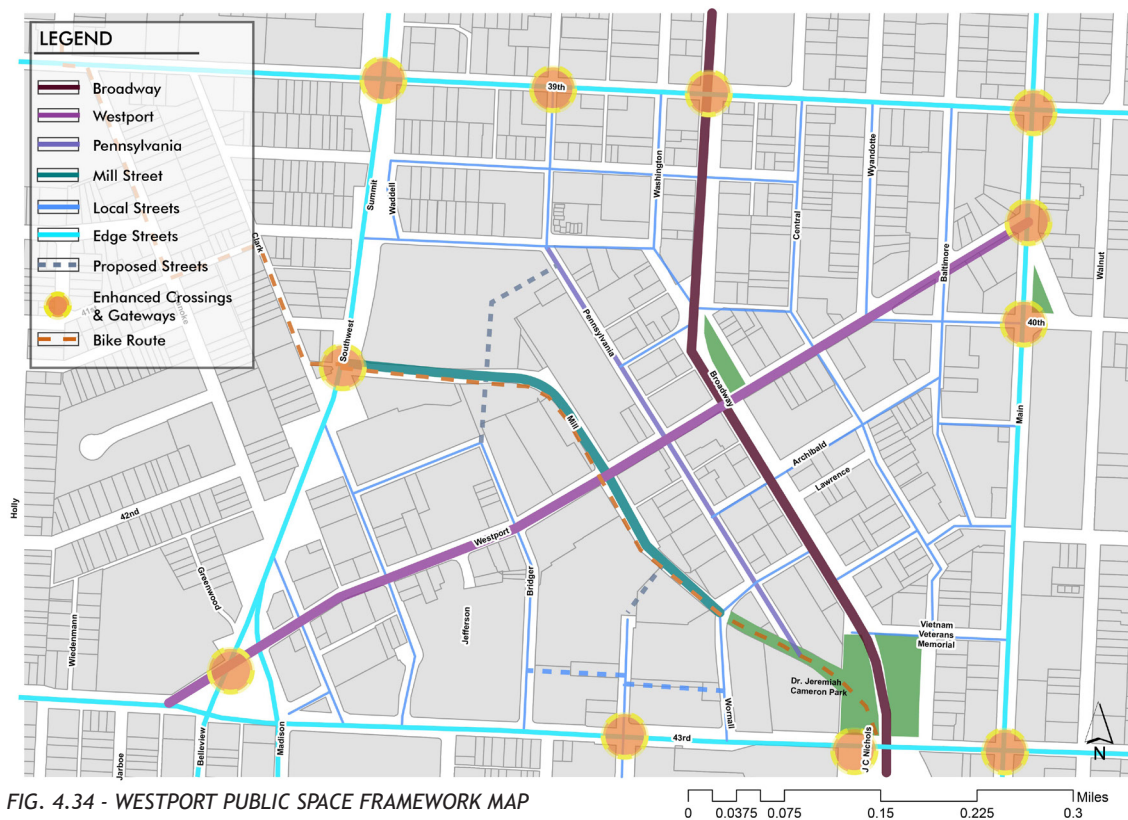 LEGEND
Broadway
Westport
Pennsylvania
Mill Street
Local Streets
Edge Streets
Proposed Streets
Enhanced Crossings
& Gateways
Bike Route
39th
Summit
Waddell
Washington
Central
Wyandotte
Baltimore
Walnut
Clark
Southwest
Pennsylvania
Broadway
40th
Main
Mill
Archibald
Lawrence
Holly
42nd
Westport
Bridger
Greenwood
Jefferson
Wiedenmann
Vietnam
Veterans
Memorial
Dr. Jeremiah
Cameron Park
Wornall
43rd
J C Nichols
Belleview
Madison
Jarboe
N
FIG. 4.34 - WESTPORT PUBLIC SPACE FRAMEWORK MAP
Miles
0 0.0375 0.075 0.15 0.225 0.3